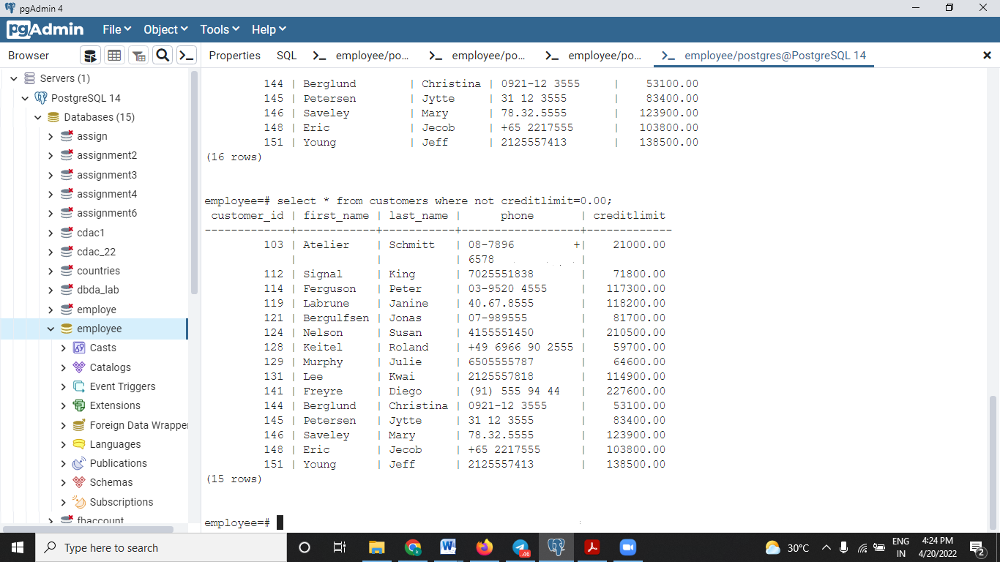 pgAdmin 4
pgAdmin File Object Tools Help
Browser
Properties SQL employee/po... employee/po... employee/po... employee/postgres@PostgreSQL 14
Servers (1)
PostgreSQL 14
Databases (15)
assign
assignment2
assignment3
assignment4
assignment6
cdac1
cdac_22
countries
dbda_lab
employe
employee
Casts
Catalogs
Event Triggers
Extensions
Foreign Data Wrapper
Languages
Publications
Schemas
Subscriptions
fbaccount
144 | Berglund | Christina | 0921-12 3555 | 53100.00
145 | Petersen | Jytte | 31 12 3555 | 83400.00
146 | Saveley | Mary | 78.32.5555 | 123900.00
148 | Eric | Jecob | +65 2217555 | 103800.00
151 | Young | Jeff | 2125557413 | 138500.00
(16 rows)
employee=# select * from customers where not creditlimit=0.00;
customer_id | first_name | last_name | phone | creditlimit
-------------+------------+-----------+------------------+-------------
103 | Atelier | Schmitt | 08-7896 +| 21000.00
| | | 6578 |
112 | Signal | King | 7025551838 | 71800.00
114 | Ferguson | Peter | 03-9520 4555 | 117300.00
119 | Labrune | Janine | 40.67.8555 | 118200.00
121 | Bergulfsen | Jonas | 07-989555 | 81700.00
124 | Nelson | Susan | 4155551450 | 210500.00
128 | Keitel | Roland | +49 6966 90 2555 | 59700.00
129 | Murphy | Julie | 6505555787 | 64600.00
131 | Lee | Kwai | 2125557818 | 114900.00
141 | Freyre | Diego | (91) 555 94 44 | 227600.00
144 | Berglund | Christina | 0921-12 3555 | 53100.00
145 | Petersen | Jytte | 31 12 3555 | 83400.00
146 | Saveley | Mary | 78.32.5555 | 123900.00
148 | Eric | Jecob | +65 2217555 | 103800.00
151 | Young | Jeff | 2125557413 | 138500.00
(15 rows)
employee=#
Type here to search
.46
30°C
ENG
IN
4:24 PM
4/20/2022
2